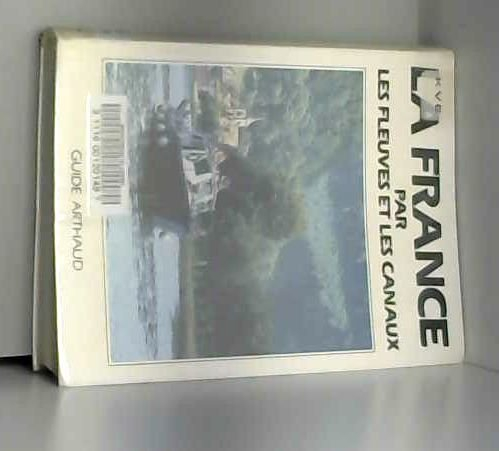 LA FRANCE
PAR
LES FLEUVES ET LES CANAUX
GUIDE ARTHAUD